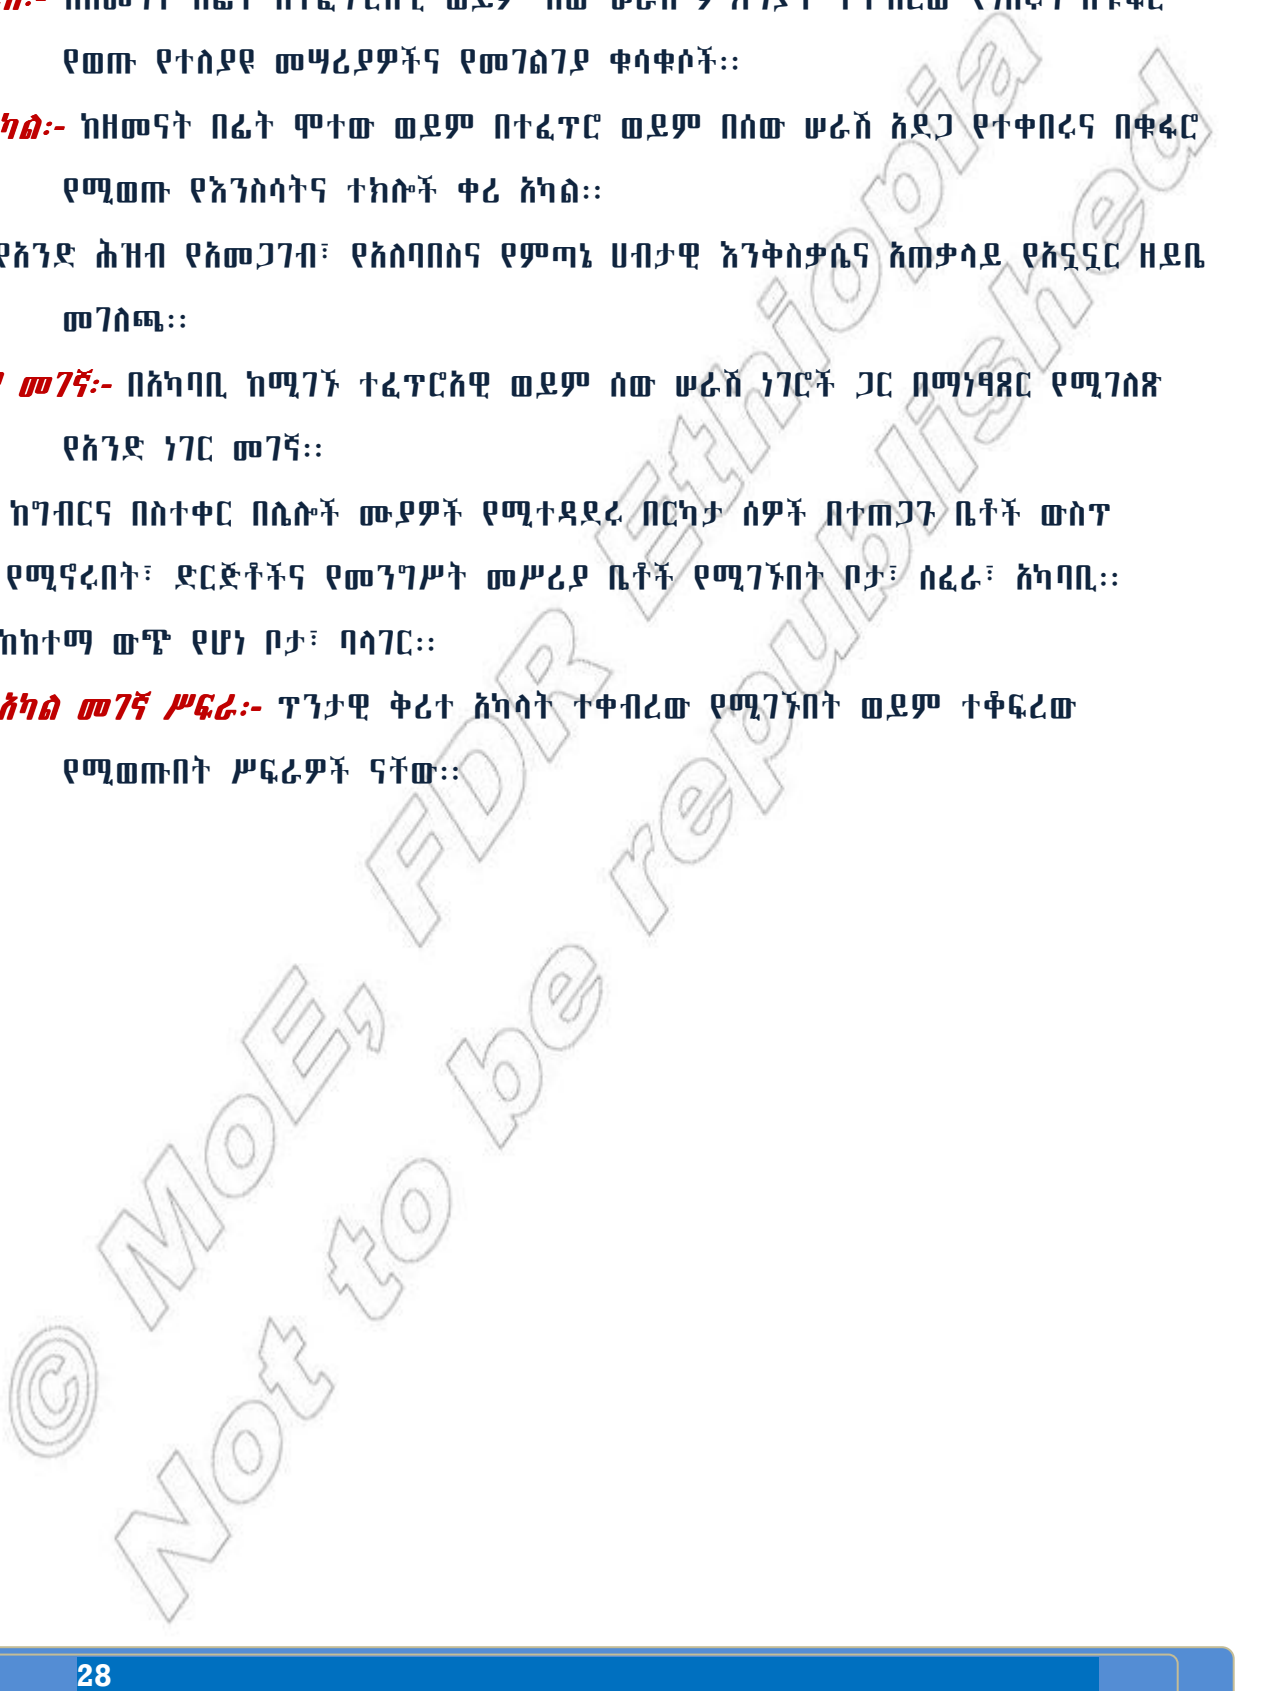 የወጡ የተለያዩ መሣሪያዎችና የመገልገያ ቁሳቁሶች፡፡
ካል፡- ከዘመናት በፊት ሞተው ወይም በተፈጥሮ ወይም በሰው ሠራሽ አደጋ የተቀበሩና በቁፋሮ
የሚወጡ የእንስሳትና ተክሎች ቀሪ አካል፡፡
የአንድ ሕዝብ የአመጋገብ፣ የአለባበስና የምጣኔ ሀብታዊ እንቅስቃሴና አጠቃላይ የአኗኗር ዘይቤ
መገለጫ፡፡
መገኛ፡- በአካባቢ ከሚገኙ ተፈጥሮአዊ ወይም ሰው ሠራሽ ነገሮች ጋር በማነፃጸር የሚገለጽ
የአንድ ነገር መገኛ፡፡
ከግብርና በስተቀር በሌሎች ሙያዎች የሚተዳደሩ በርካታ ሰዎች በተጠጋጉ ቤቶች ውስጥ
የሚኖሩበት፣ ድርጅቶችና የመንግሥት መሥሪያ ቤቶች የሚገኙበት ቦታ፣ ሰፈራ፣ አካባቢ፡፡
ከከተማ ውጭ የሆነ ቦታ፣ ባላገር፡፡
አካል መገኛ ሥፍራ፡- ጥንታዊ ቅሪተ አካላት ተቀብረው የሚገኙበት ወይም ተቆፍረው
የሚወጡበት ሥፍራዎች ናቸው፡፡
© MoE, FDR Ethiopia
Not to be republished
28